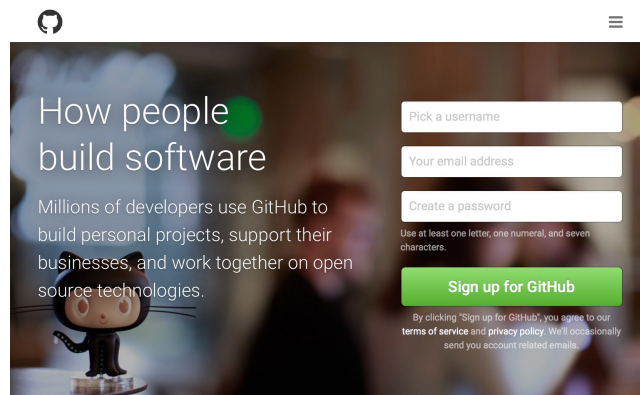 How people
build software
Millions of developers use GitHub to
build personal projects, support their
businesses, and work together on open
source technologies.
Pick a username
Your email address
Create a password
Use at least one letter, one numeral, and seven
characters.
Sign up for GitHub
By clicking "Sign up for GitHub", you agree to our
terms of service and privacy policy. We'll occasionally
send you account related emails.